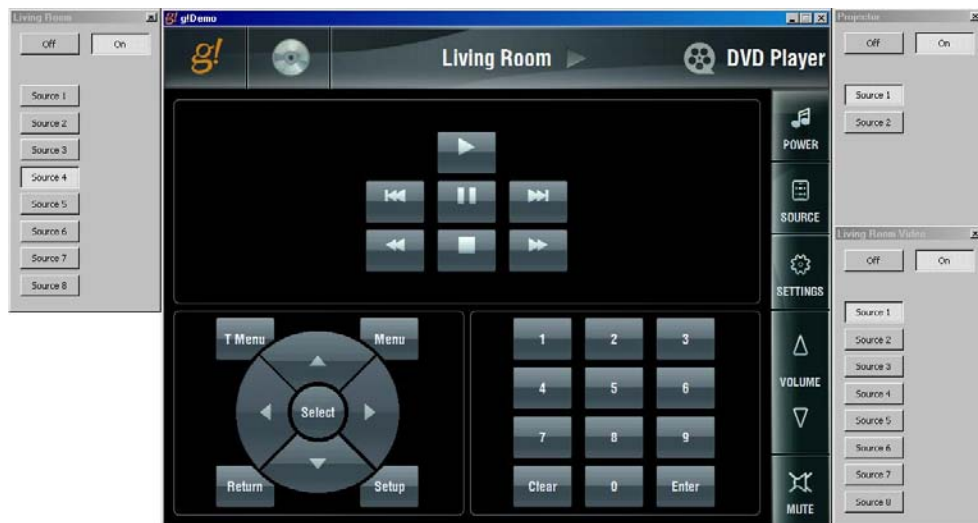 Living Room
Off On
Source 1
Source 2
Source 3
Source 4
Source 5
Source 6
Source 7
Source 8
g! g!Demo
g! Living Room DVD Player
POWER
SOURCE
SETTINGS
VOLUME
MUTE
T Menu Menu
Select
Return Setup
1 2 3
4 5 6
7 8 9
Clear 0 Enter
Projector
Off On
Source 1
Source 2
Living Room Video
Off On
Source 1
Source 2
Source 3
Source 4
Source 5
Source 6
Source 7
Source 8